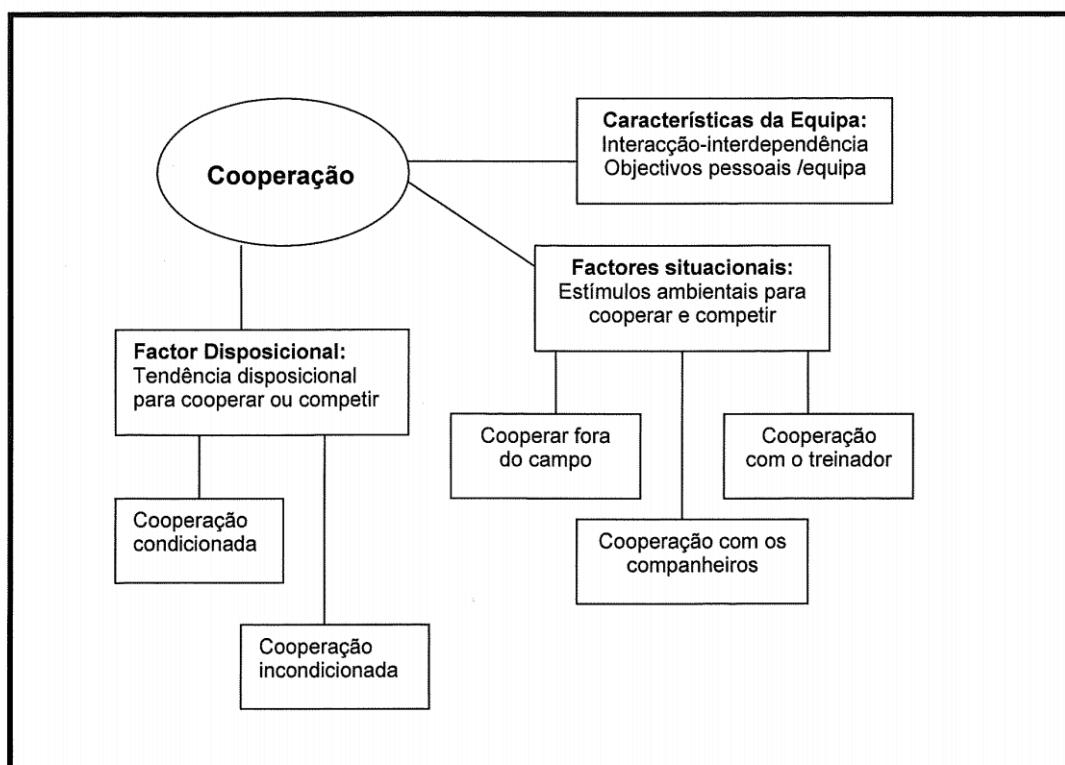 Cooperação
Características da Equipa:
Interacção-interdependência
Objectivos pessoais /equipa
Factores situacionais:
Estímulos ambientais para
cooperar e competir
Factor Disposicional:
Tendência disposicional
para cooperar ou competir
Cooperar fora
do campo
Cooperação
com o treinador
Cooperação
condicionada
Cooperação com os
companheiros
Cooperação
incondicionada